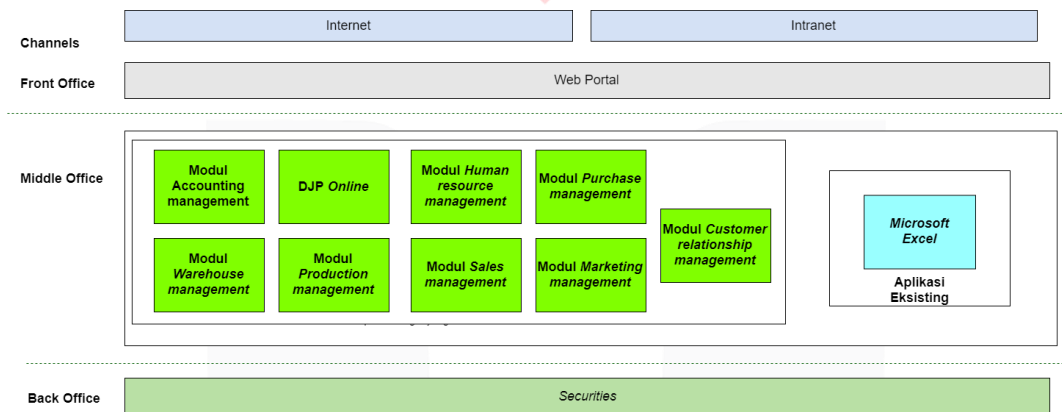 Channels
Internet
Intranet
Front Office
Web Portal
Middle Office
Modul
Accounting
management
DJP Online
Modul Human
resource
management
Modul Purchase
management
Modul Customer
relationship
management
Modul
Warehouse
management
Modul
Production
management
Modul Sales
management
Modul Marketing
management
Microsoft
Excel
Aplikasi
Eksisting
Back Office
Securities